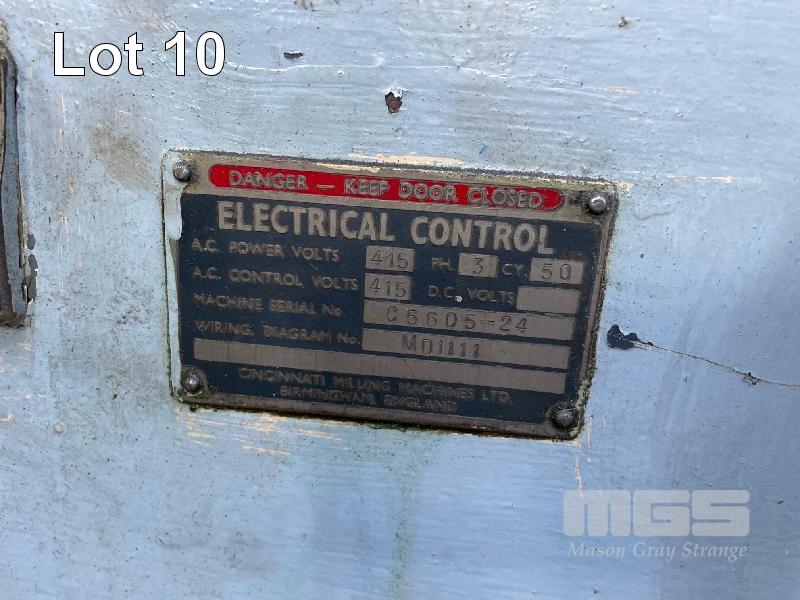 Lot 10
DANGER — KEEP DOOR CLOSED
ELECTRICAL CONTROL
A.C. POWER VOLTS 415 PH. 3 CY. 50
A.C. CONTROL VOLTS 415 D.C. VOLTS
MACHINE SERIAL No. C5605-24
WIRING DIAGRAM No. MD1111
CINCINNATI MILLING MACHINES LTD.
BIRMINGHAM, ENGLAND
MGS
Mason Gray Strange